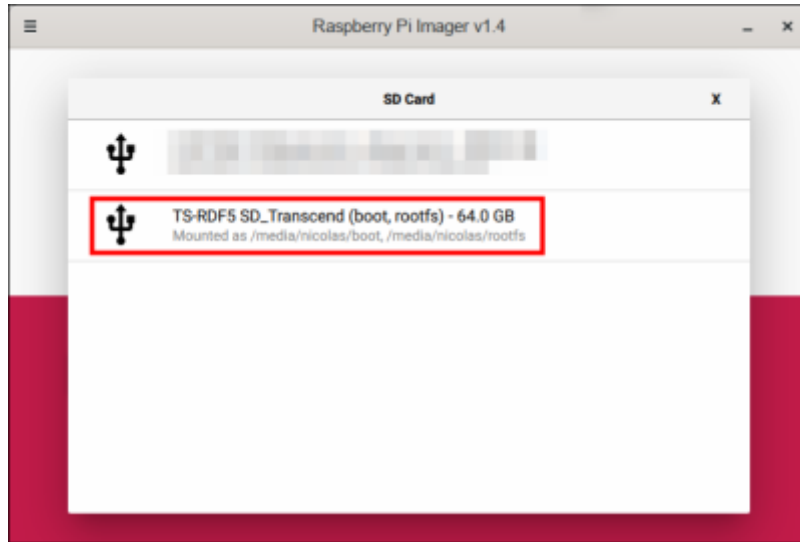 Raspberry Pi Imager v1.4
SD Card
X
TS-RDF5 SD_Transcend (boot, rootfs) - 64.0 GB
Mounted as /media/nicolas/boot, /media/nicolas/rootfs